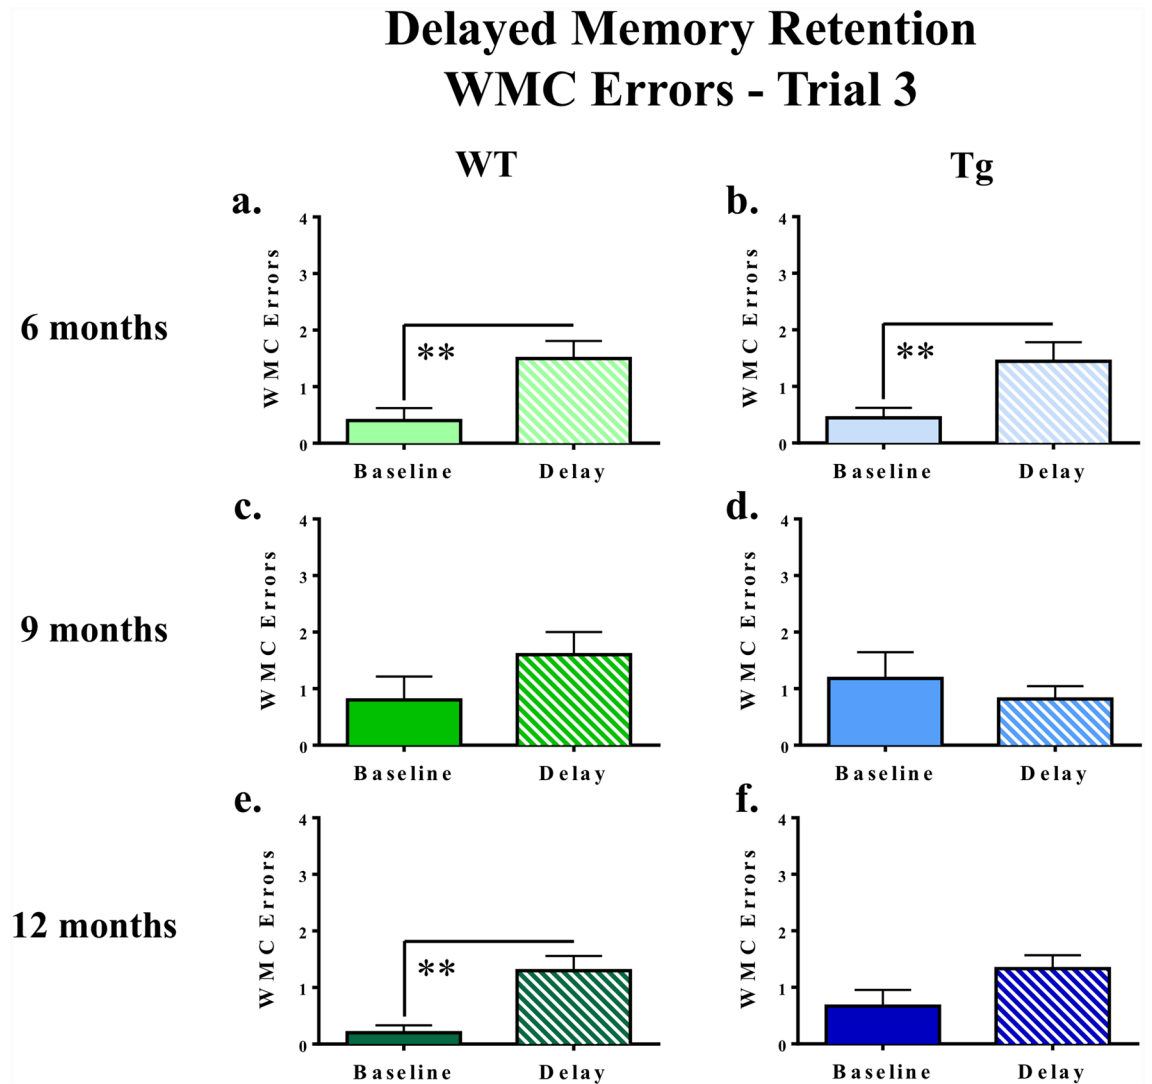 Delayed Memory Retention
WMC Errors - Trial 3
WT
Tg
6 months
a.
WMC Errors
4
3
2
1
0
**
Baseline
Delay
b.
WMC Errors
4
3
2
1
0
**
Baseline
Delay
9 months
c.
WMC Errors
4
3
2
1
0
Baseline
Delay
d.
WMC Errors
4
3
2
1
0
Baseline
Delay
12 months
e.
WMC Errors
4
3
2
1
0
**
Baseline
Delay
f.
WMC Errors
4
3
2
1
0
Baseline
Delay